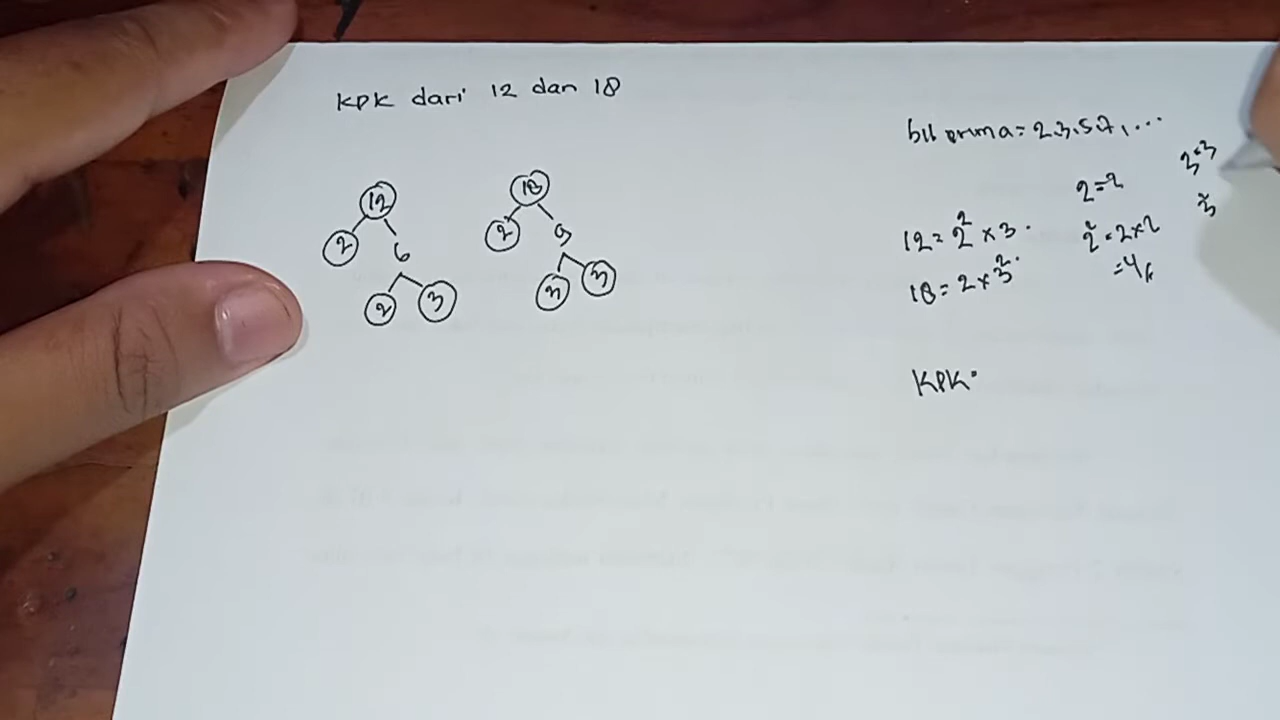 KPK dari 12 dan 18
12
2
6
2
3
18
2
9
3
3
bil prima = 2.3.5.7, ...
12 = 2² × 3.
18 = 2 × 3².
KPK =
2 = 2
2² = 2×2
= 4
3 = 3
3²